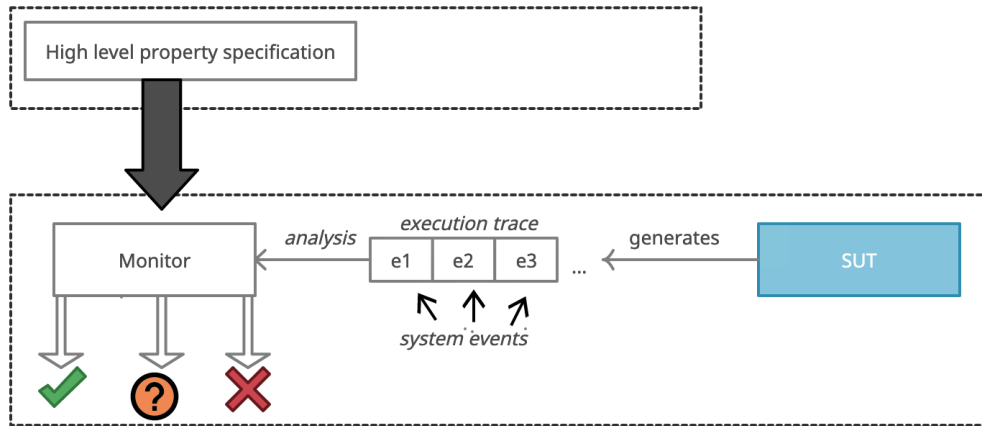 High level property specification
execution trace
Monitor
analysis
e1
e2
e3
...
generates
SUT
system events
?